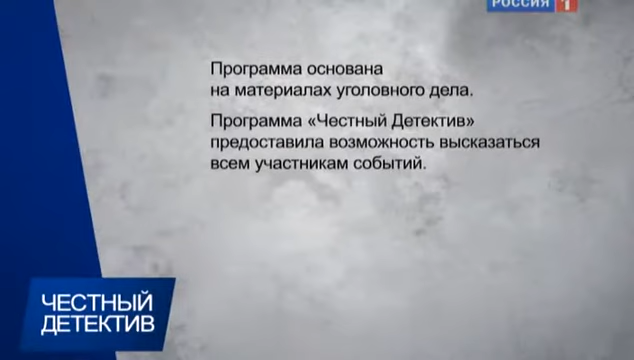 РОССИЯ 1
Программа основана
на материалах уголовного дела.
Программа «Честный Детектив»
предоставила возможность высказаться
всем участникам событий.
ЧЕСТНЫЙ
ДЕТЕКТИВ